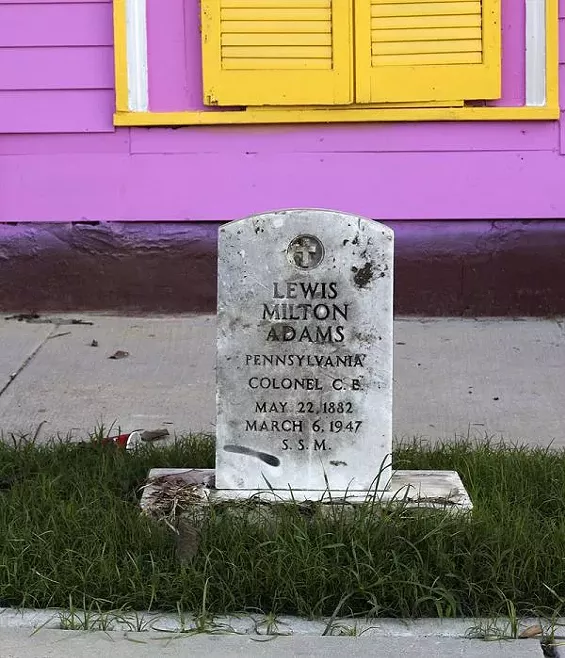 LEWIS
MILTON
ADAMS
PENNSYLVANIA
COLONEL C. E.
MAY 22, 1882
MARCH 6, 1947
S. S. M.